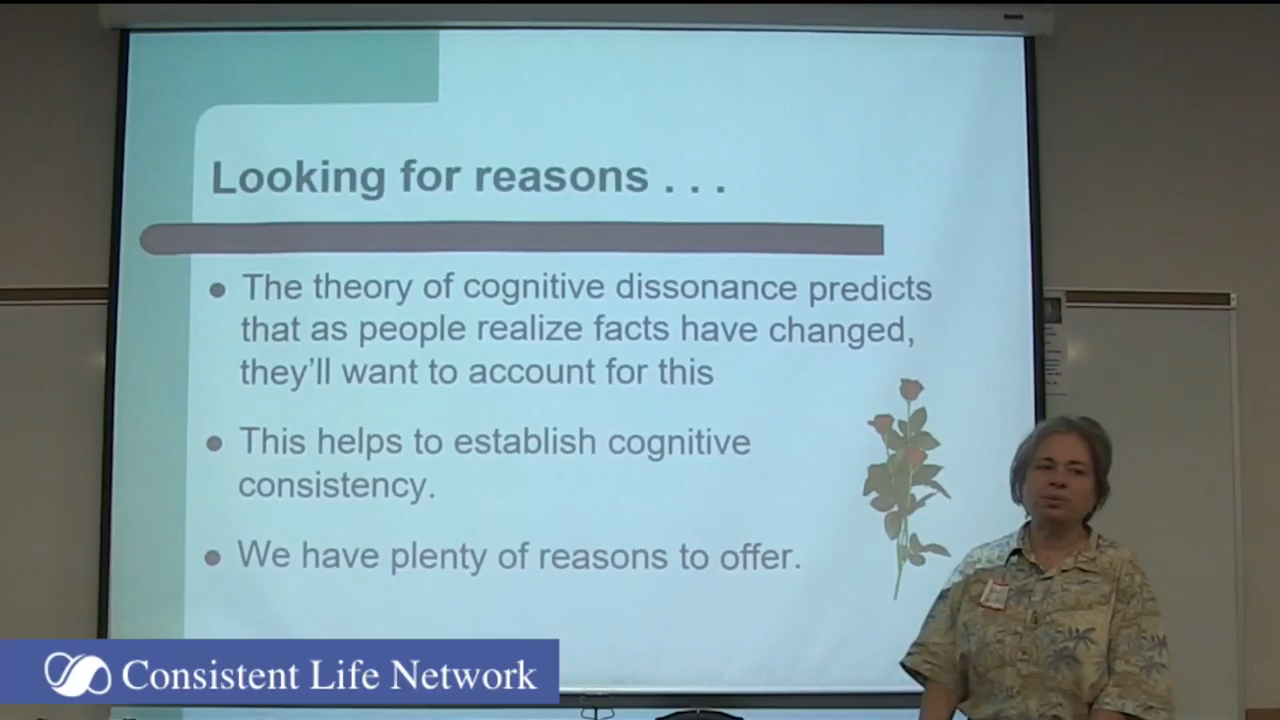 Looking for reasons . . .
The theory of cognitive dissonance predicts
that as people realize facts have changed,
they'll want to account for this
This helps to establish cognitive
consistency.
We have plenty of reasons to offer.
Consistent Life Network